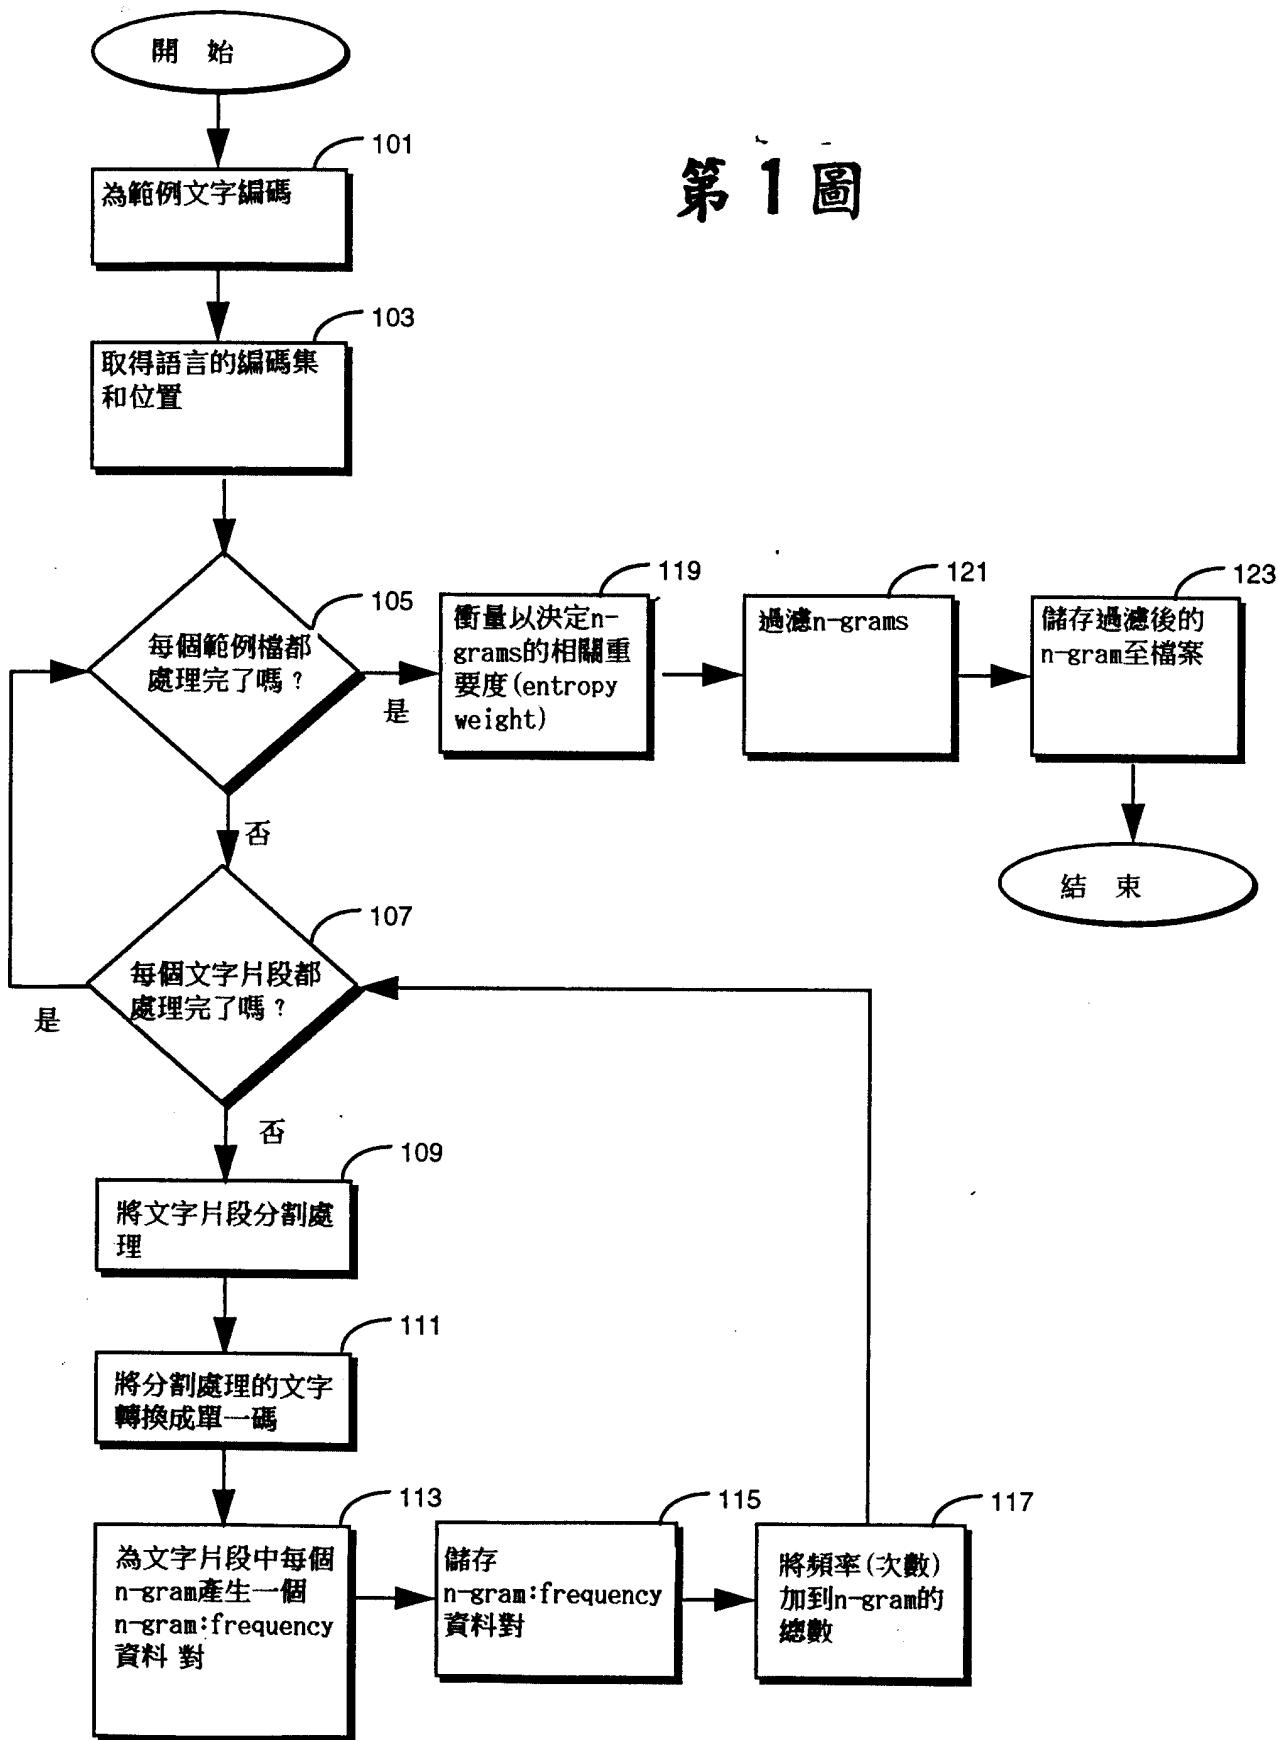 開 始
101
第1圖
為範例文字編碼
103
取得語言的編碼集
和位置
105
每個範例檔都
處理完了嗎？
是
119
衡量以決定n-
grams的相關重
要度(entropy
weight)
121
過濾n-grams
123
儲存過濾後的
n-gram至檔案
結 束
否
107
每個文字片段都
處理完了嗎？
是
否
109
將文字片段分割處
理
111
將分割處理的文字
轉換成單一碼
113
為文字片段中每個
n-gram產生一個
n-gram:frequency
資料 對
115
儲存
n-gram:frequency
資料對
117
將頻率(次數)
加到n-gram的
總數